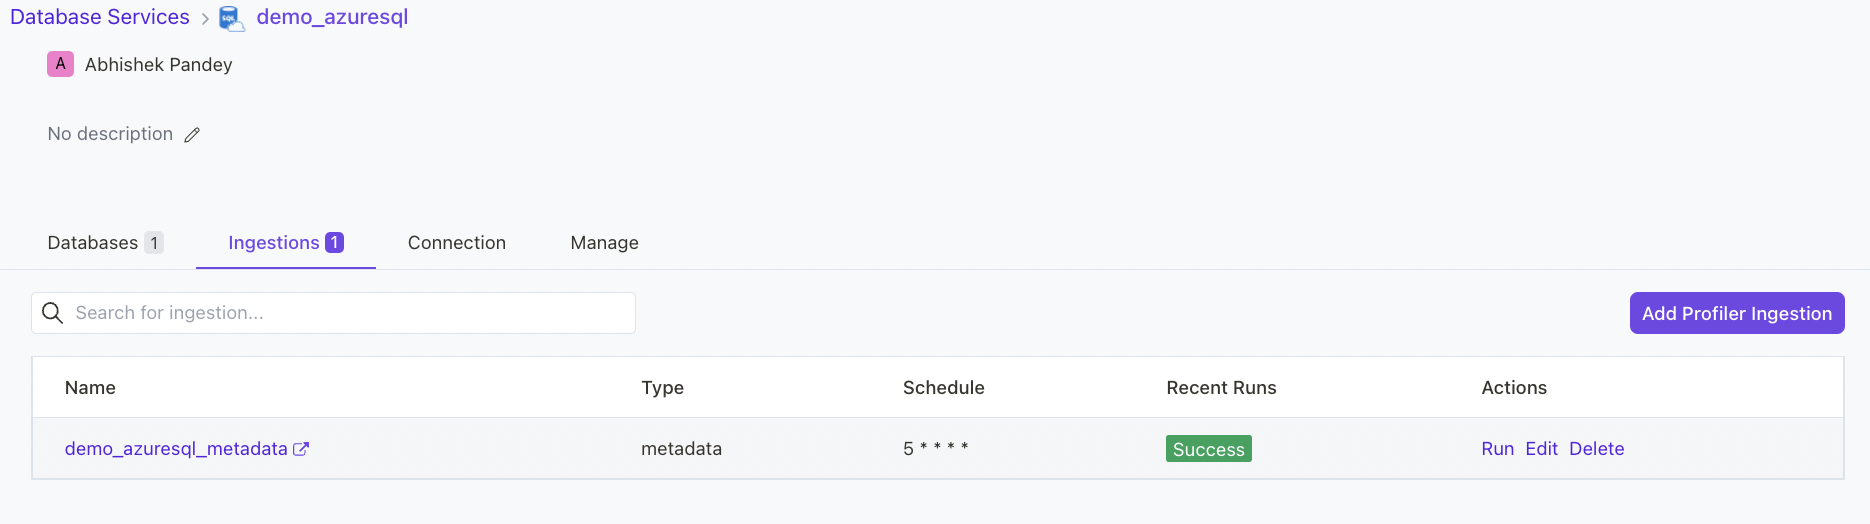 Database Services > demo_azuresql
A Abhishek Pandey
No description
Databases 1 Ingestions 1 Connection Manage
Search for ingestion... Add Profiler Ingestion
Name Type Schedule Recent Runs Actions
demo_azuresql_metadata metadata 5 * * * * Success Run Edit Delete